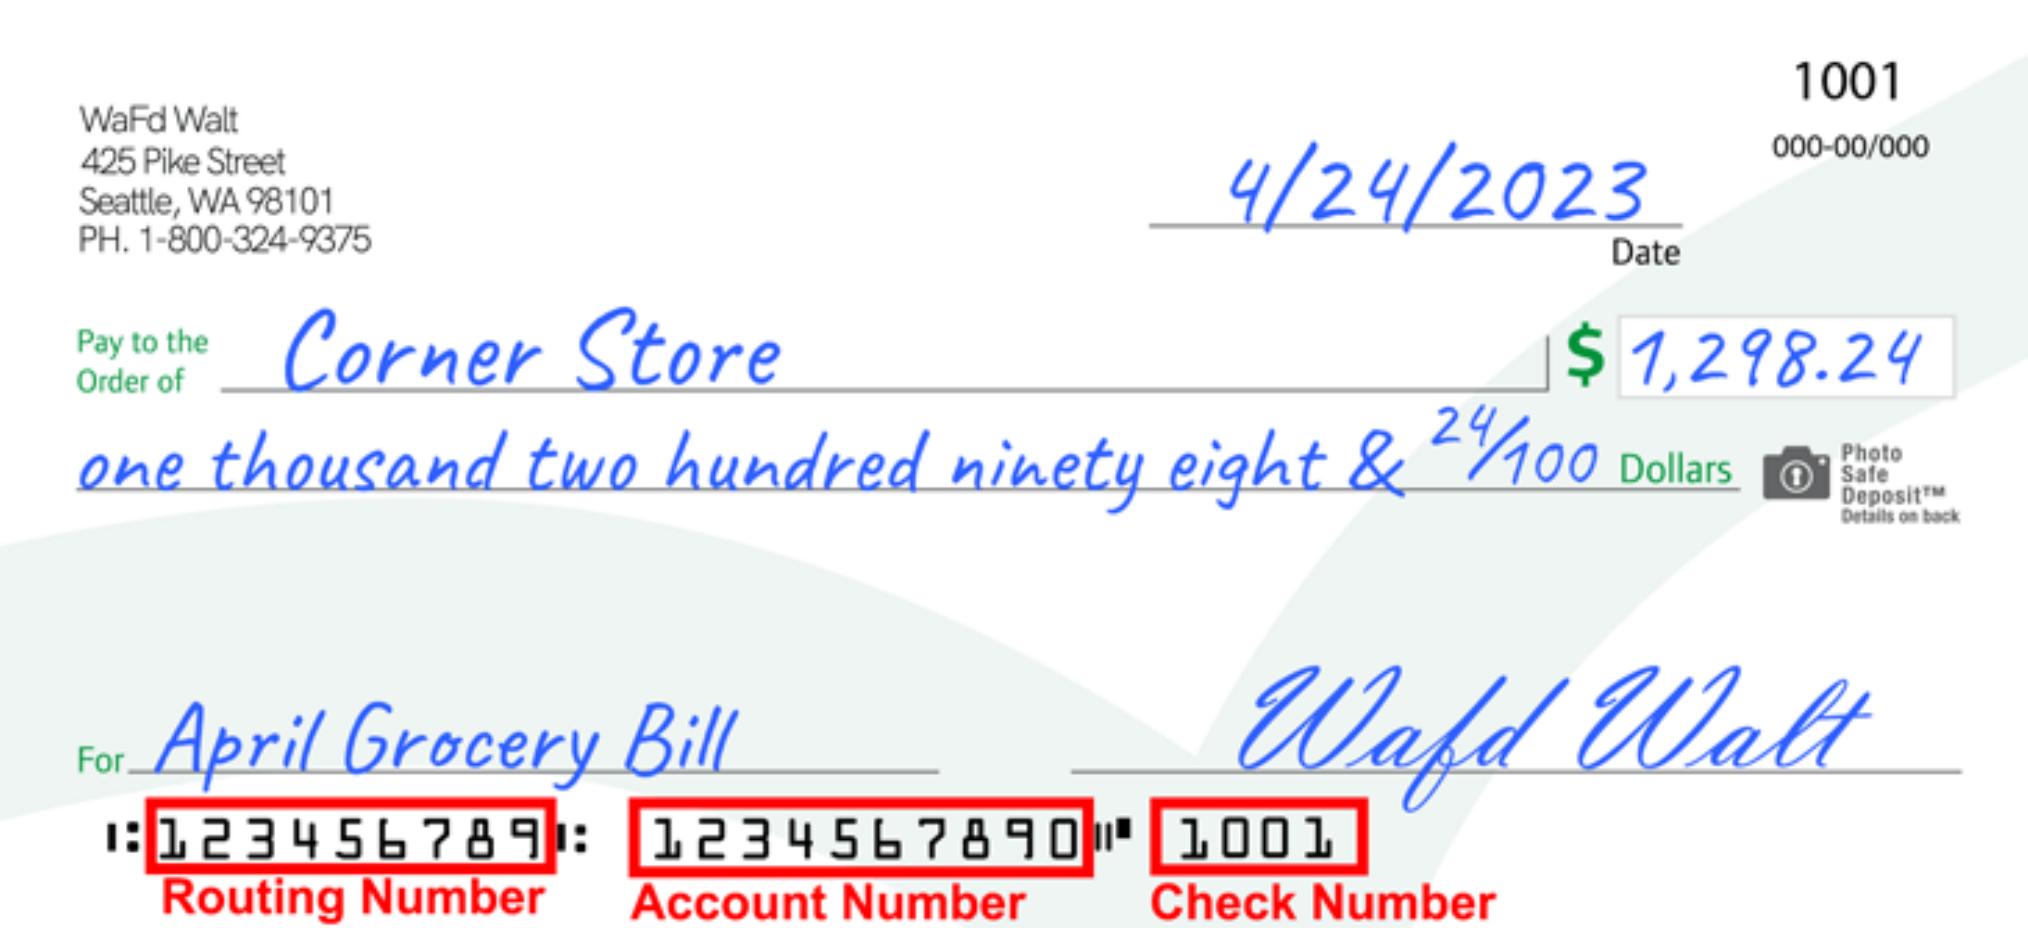 1001
000-00/000
WaFd Walt
425 Pike Street
Seattle, WA 98101
PH. 1-800-324-9375
4/24/2023
Date
Pay to the
Order of
Corner Store
$ 1,298.24
one thousand two hundred ninety eight & 24/100 Dollars
Photo
Safe
Deposit™
Details on back
For April Grocery Bill
Wafd Walt
⑆123456789⑆ 1234567890⑈ 1001
Routing Number Account Number Check Number